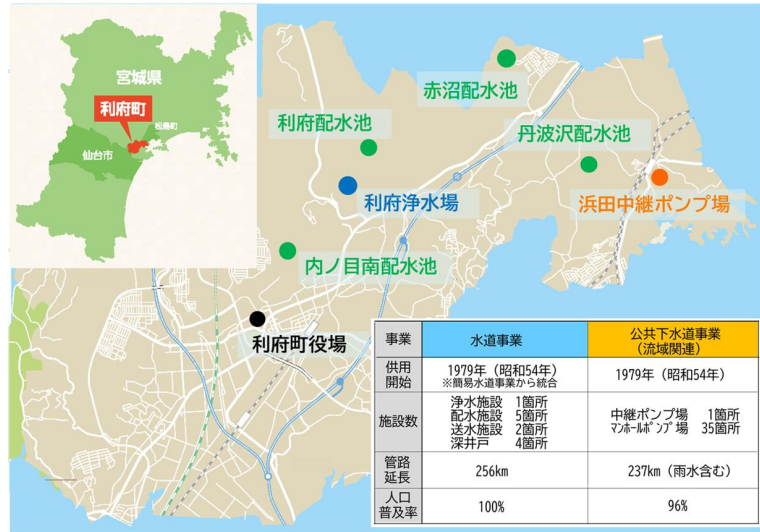 宮城県
利府町
松島町
仙台市
赤沼配水池
利府配水池
丹波沢配水池
利府浄水場
浜田中継ポンプ場
内ノ目南配水池
利府町役場
事業 水道事業 公共下水道事業
(流域関連)
供用
開始 1979年(昭和54年)
※簡易水道事業から統合 1979年(昭和54年)
施設数 浄水施設 1箇所
配水施設 5箇所
送水施設 2箇所
深井戸 4箇所 中継ポンプ場 1箇所
マンホールポンプ場 35箇所
管路
延長 256km 237km(雨水含む)
人口
普及率 100% 96%